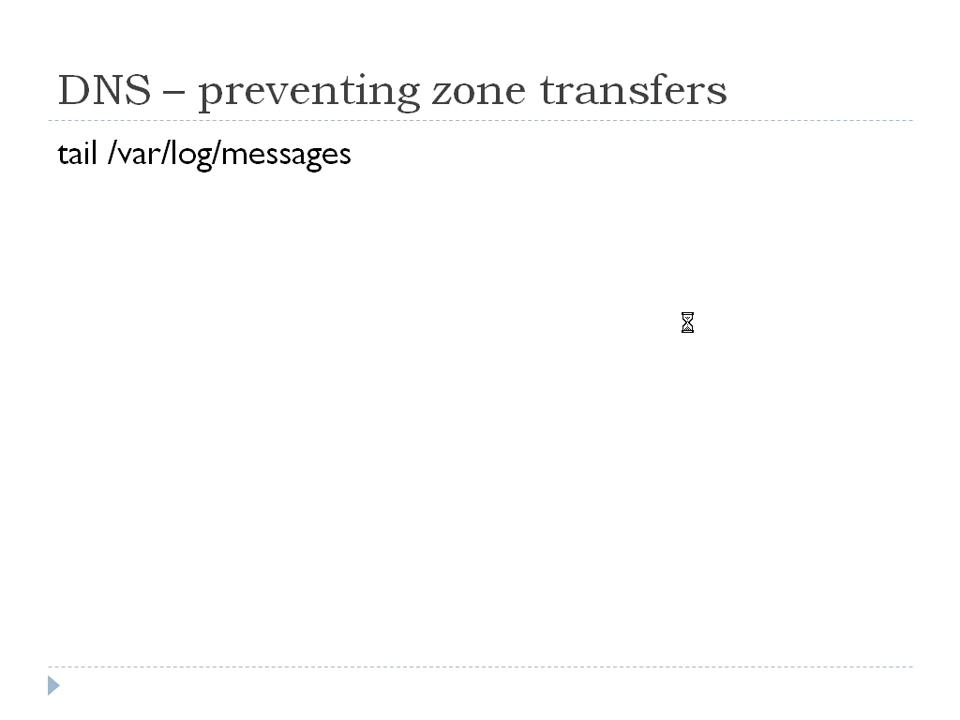 DNS – preventing zone transfers
tail /var/log/messages